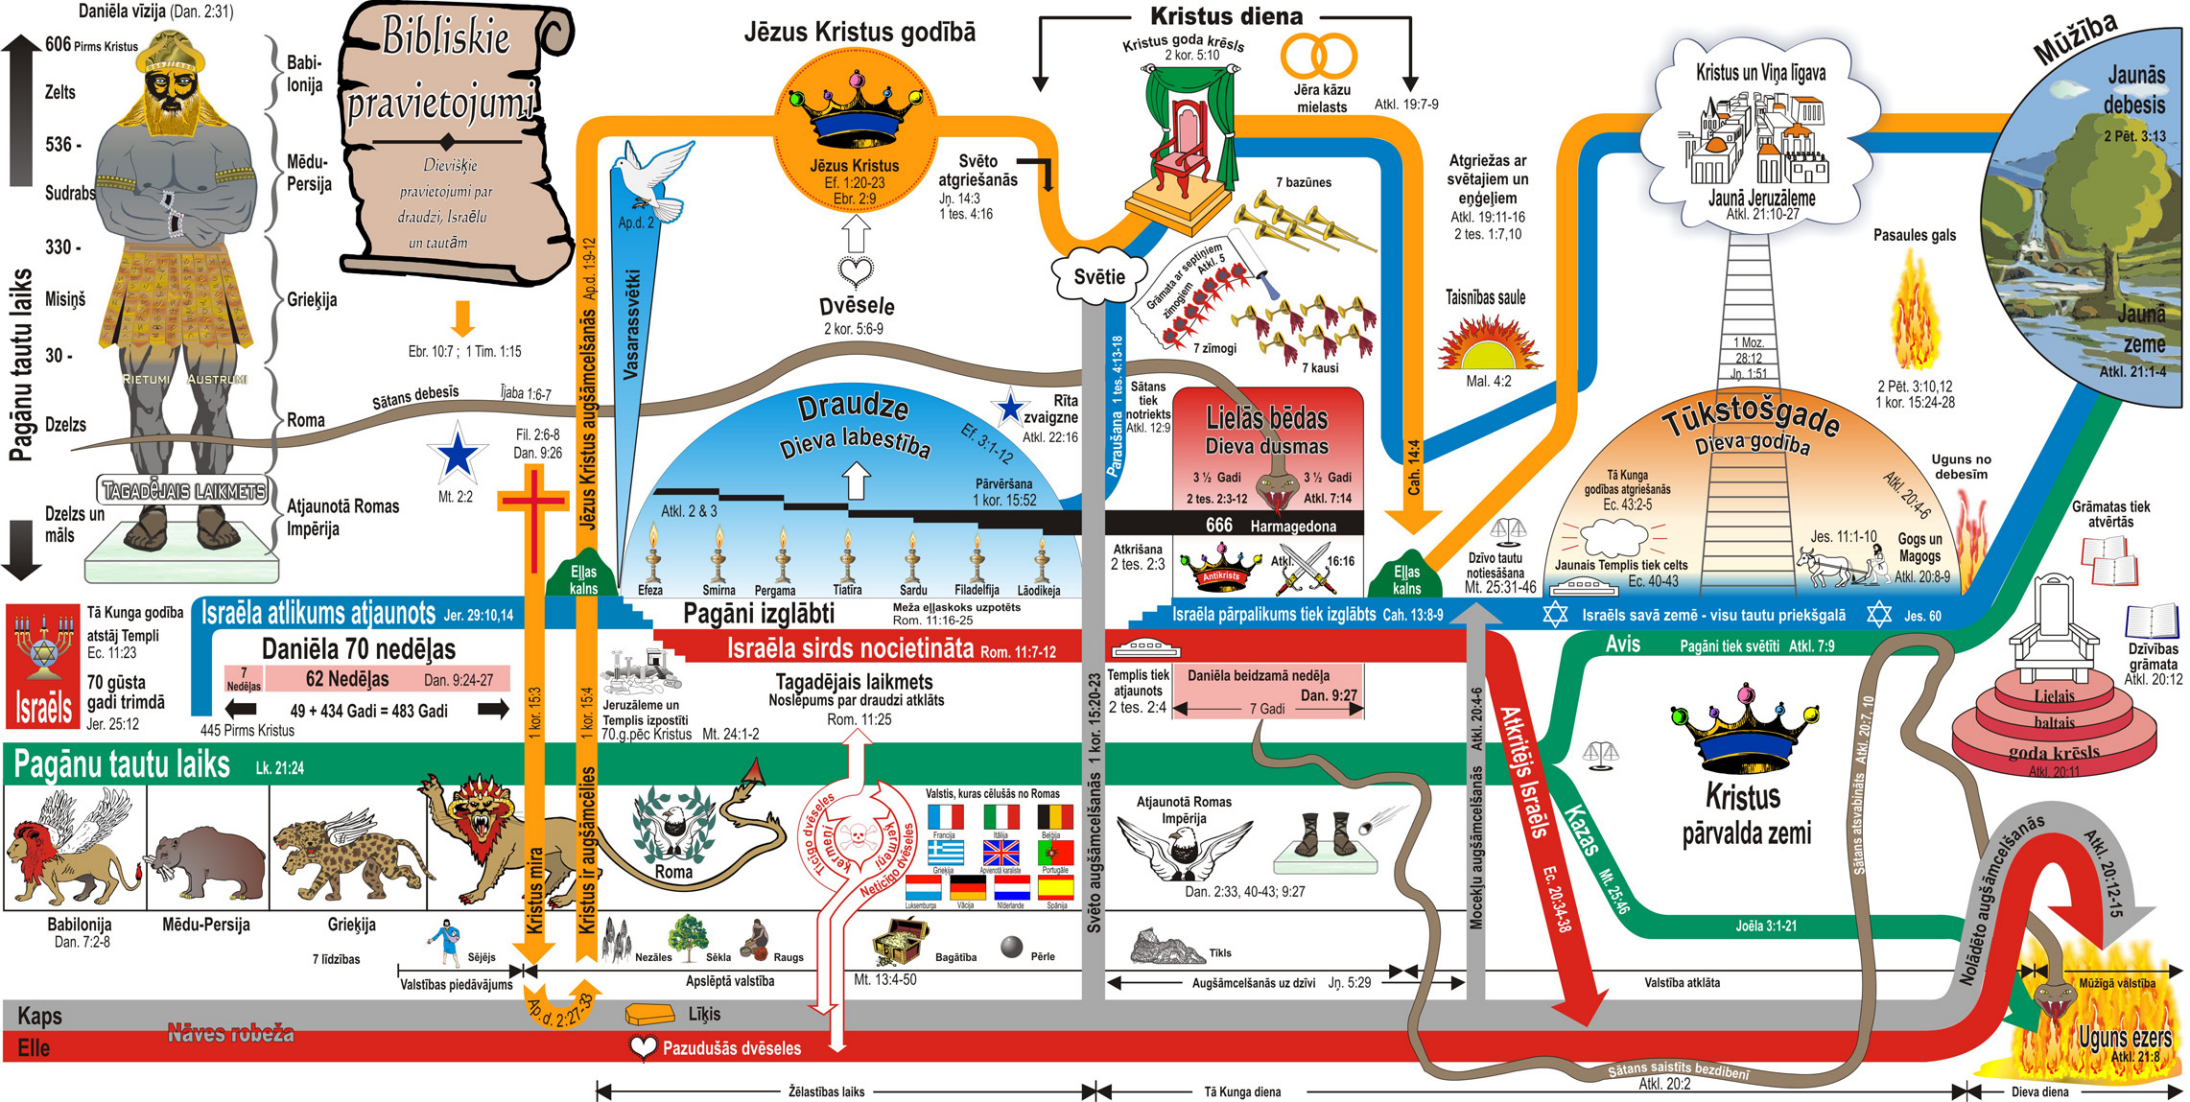 Daniēla vīzija (Dan. 2:31)
606 Pirms Kristus
Zelts
536 -
Sudrabs
330 -
Misiņš
30 -
Dzelzs
Dzelzs un
māls
Pagānu tautu laiks
Babi-
lonija
Mēdu-
Persija
Grieķija
Roma
Atjaunotā Romas
Impērija
RIETUMI AUSTRUMI
TAGADĒJAIS LAIKMETS
Bibliskie
pravietojumi
Dievišķie
pravietojumi par
draudzi, Israēlu
un tautām
Ebr. 10:7 ; 1 Tim. 1:15
Sātans debesīs
Ījaba 1:6-7
Mt. 2:2
Fil. 2:6-8
Dan. 9:26
Jēzus Kristus augšāmcelšanās Ap.d. 1:9-12
Ap.d. 2
Vasarassvētki
Jēzus Kristus godībā
Jēzus Kristus
Ef. 1:20-23
Ebr. 2:9
Dvēsele
2 kor. 5:6-9
Svēto
atgriešanās
Jņ. 14:3
1 tes. 4:16
Kristus diena
Kristus goda krēsls
2 kor. 5:10
Jēra kāzu
mielasts
Atkl. 19:7-9
Svētie
7 bazūnes
Grāmata ar septiņiem
zīmogiem
Atkl. 5
7 zīmogi
7 kausi
Paraušana 1 tes. 4:13-18
Sātans
tiek
notriekts
Atkl. 12:9
Atgriežas ar
svētajiem un
eņģeļiem
Atkl. 19:11-16
2 tes. 1:7,10
Taisnības saule
Mal. 4:2
Cah. 14:4
Kristus un Viņa līgava
Jaunā Jeruzāleme
Atkl. 21:10-27
1 Moz.
28:12
Jņ. 1:51
Pasaules gals
2 Pēt. 3:10,12
1 kor. 15:24-28
Mūžība
Jaunās
debesis
2 Pēt. 3:13
Jaunā
zeme
Atkl. 21:1-4
Draudze
Dieva labestība
Ef. 3:1-12
Rīta
zvaigzne
Atkl. 22:16
Pārvēršana
1 kor. 15:52
Atkl. 2 & 3
Efeza
Smirna
Pergama
Tiatīra
Sardu
Filadelfija
Lāodikeja
Eļļas
kalns
Lielās bēdas
Dieva dusmas
3 ½ Gadi
3 ½ Gadi
2 tes. 2:3-12
Atkl. 7:14
666 Harmagedona
Atkrišana
2 tes. 2:3
Antikrists
Atkl. 16:16
Eļļas
kalns
Dzīvo tautu
notiesāšana
Mt. 25:31-46
Tūkstošgade
Dieva godība
Tā Kunga
godības atgriešanās
Ec. 43:2-5
Jaunais Templis tiek celts
Ec. 40-43
Jes. 11:1-10
Atkl. 20:4-6
Gogs un
Magogs
Atkl. 20:8-9
Uguns no
debesīm
Grāmatas tiek
atvērtās
Dzīvības
grāmata
Atkl. 20:12
Lielais
baltais
goda krēsls
Atkl. 20:11
Israēls
Tā Kunga godība
atstāj Templi
Ec. 11:23
70 gūsta
gadi trimdā
Jer. 25:12
Israēla atlikums atjaunots Jer. 29:10,14
Daniēla 70 nedēļas
7
Nedēļas
62 Nedēļas Dan. 9:24-27
49 + 434 Gadi = 483 Gadi
445 Pirms Kristus
1 kor. 15:3
1 kor. 15:4
Pagāni izglābti
Meža eļļaskoks uzpotēts
Rom. 11:16-25
Israēla sirds nocietināta Rom. 11:7-12
Jeruzāleme un
Templis izpostīti
70.g.pēc Kristus Mt. 24:1-2
Tagadējais laikmets
Noslēpums par draudzi atklāts
Rom. 11:25
Svēto augšāmcelšanās 1 kor. 15:20-23
Israēla pārpalikums tiek izglābts Cah. 13:8-9
Templis tiek
atjaunots
2 tes. 2:4
Daniēla beidzamā nedēļa
Dan. 9:27
7 Gadi
Mocekļu augšāmcelšanās Atkl. 20:4-6
Israēls savā zemē - visu tautu priekšgalā Jes. 60
Avis
Pagāni tiek svētīti Atkl. 7:9
Atkritējs Israēls Ec. 20:34-38
Kazas Mt. 25:46
Kristus
pārvalda zemi
Sātans atsvabināts Atkl. 20:7, 10
Joēla 3:1-21
Nolādēto augšāmcelšanās
Atkl. 20:12-15
Pagānu tautu laiks Lk. 21:24
Babilonija
Dan. 7:2-8
Mēdu-Persija
Grieķija
7 līdzības
Kristus mira
Kristus ir augšāmcēlies
Roma
Ticīgo dvēseles
ķermeņi
ķermeņi
Neticīgo dvēseles
Valstis, kuras cēlušās no Romas
Francija
Itālija
Beļģija
Grieķija
Apvienotā karaliste
Portugāle
Luksemburga
Vācija
Nīderlande
Spānija
Atjaunotā Romas
Impērija
Dan. 2:33, 40-43; 9:27
Sējējs
Nezāles
Sēkla
Raugs
Bagātība
Pērle
Tīkls
Valstības piedāvājums
Apslēptā valstība
Mt. 13:4-50
Augšāmcelšanās uz dzīvi Jņ. 5:29
Valstība atklāta
Mūžīgā valstība
Ap.d. 2:27-33
Kaps
Nāves robeža
Elle
Līķis
Pazudušās dvēseles
Sātans saistīts bezdibenī
Atkl. 20:2
Uguns ezers
Atkl. 21:8
Žēlastības laiks
Tā Kunga diena
Dieva diena